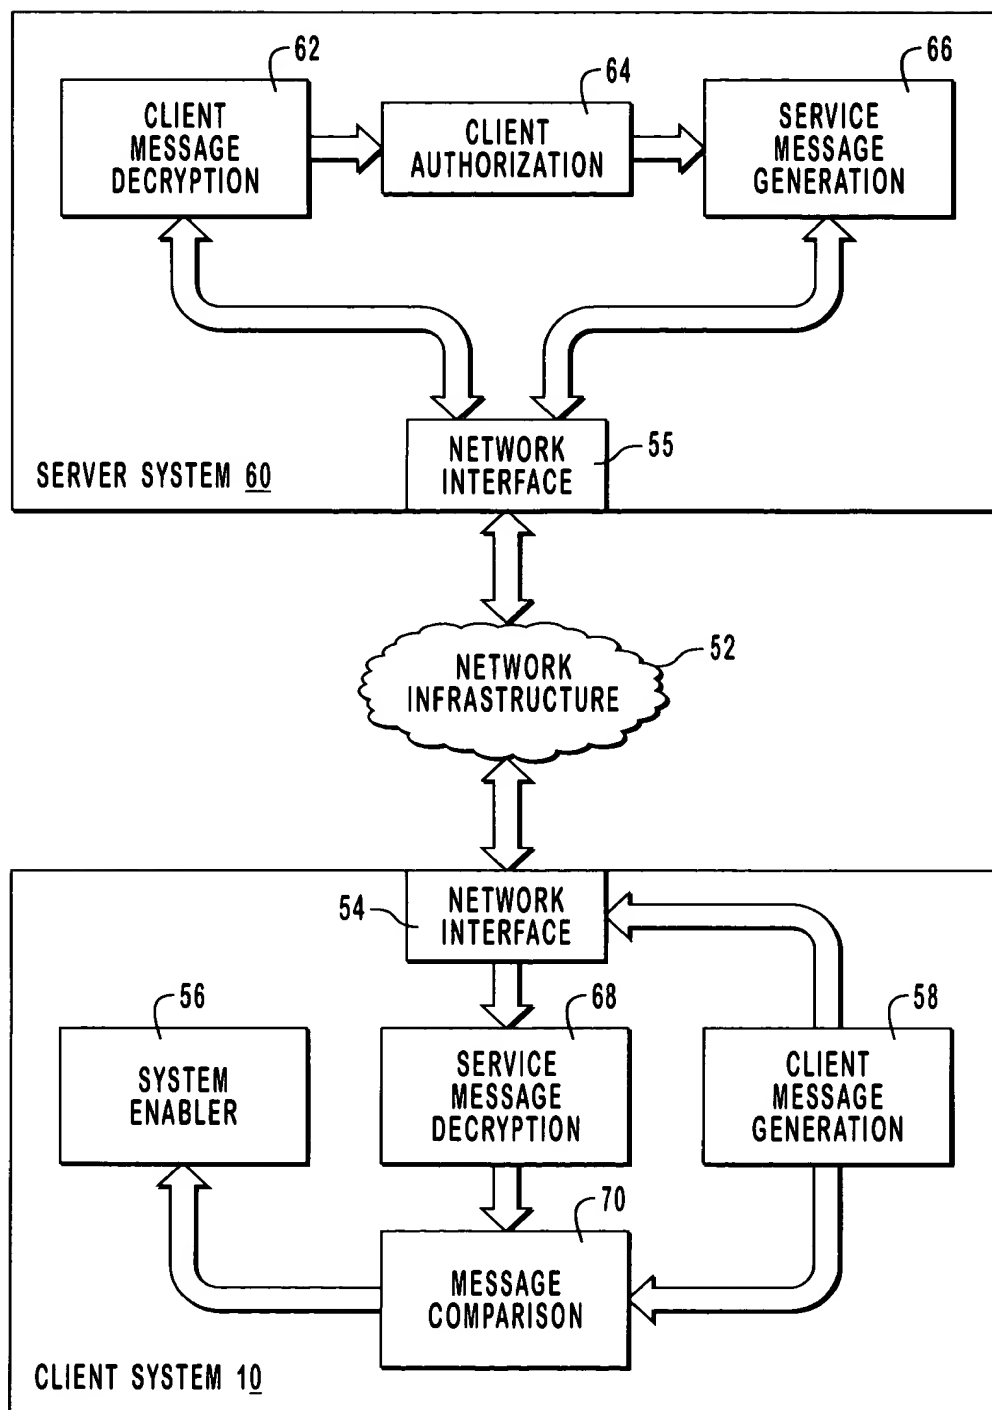 62
64
66
CLIENT
MESSAGE
DECRYPTION
CLIENT
AUTHORIZATION
SERVICE
MESSAGE
GENERATION
NETWORK
INTERFACE
55
SERVER SYSTEM 60
NETWORK
INFRASTRUCTURE
52
54
NETWORK
INTERFACE
56
68
58
SYSTEM
ENABLER
SERVICE
MESSAGE
DECRYPTION
CLIENT
MESSAGE
GENERATION
70
MESSAGE
COMPARISON
CLIENT SYSTEM 10